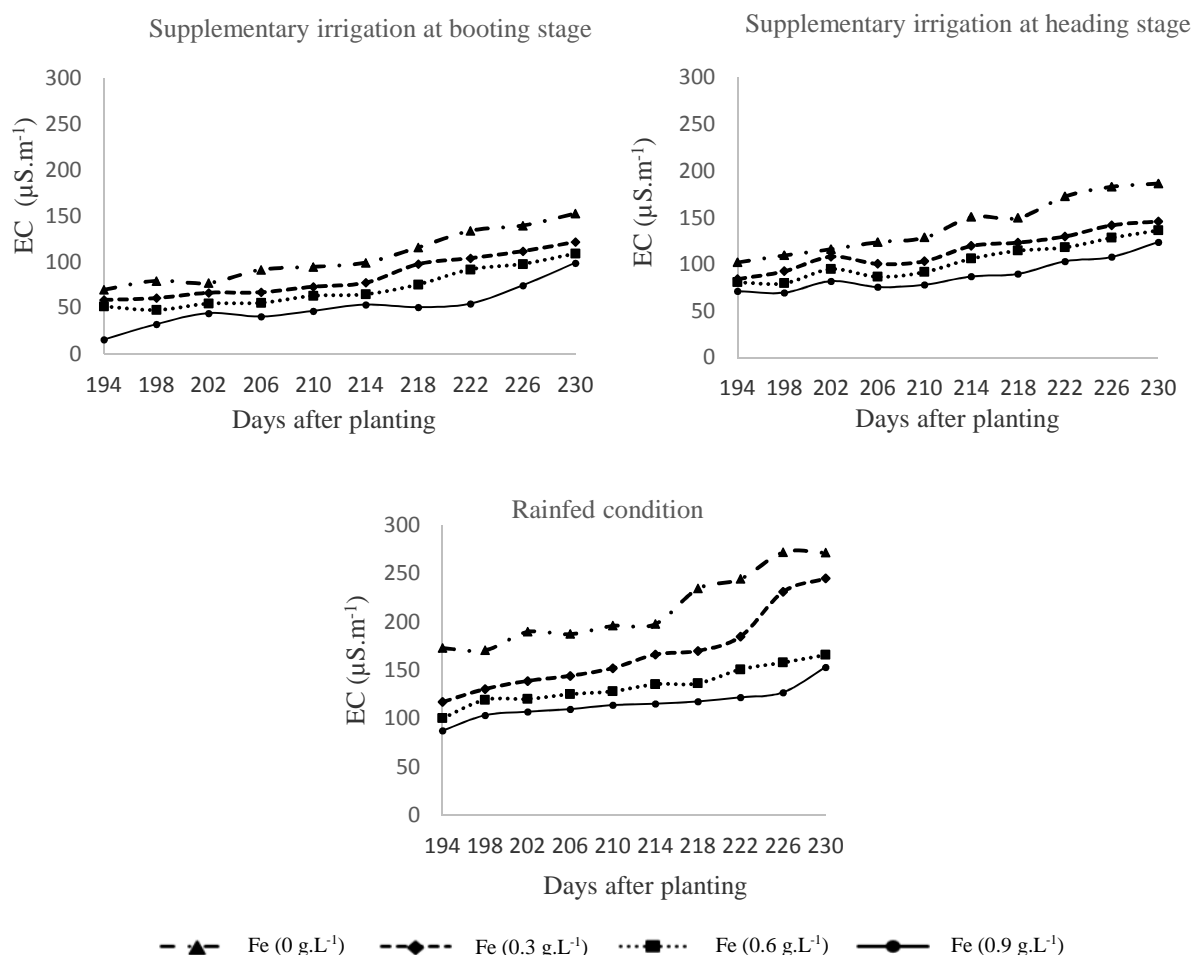 Supplementary irrigation at booting stage
300
250
200
150
100
50
0
EC (µS.m-1)
194 198 202 206 210 214 218 222 226 230
Days after planting
Supplementary irrigation at heading stage
300
250
200
150
100
50
0
EC (µS.m-1)
194 198 202 206 210 214 218 222 226 230
Days after planting
Rainfed condition
300
250
200
150
100
50
0
EC (µS.m-1)
194 198 202 206 210 214 218 222 226 230
Days after planting
Fe (0 g.L-1) Fe (0.3 g.L-1) Fe (0.6 g.L-1) Fe (0.9 g.L-1)